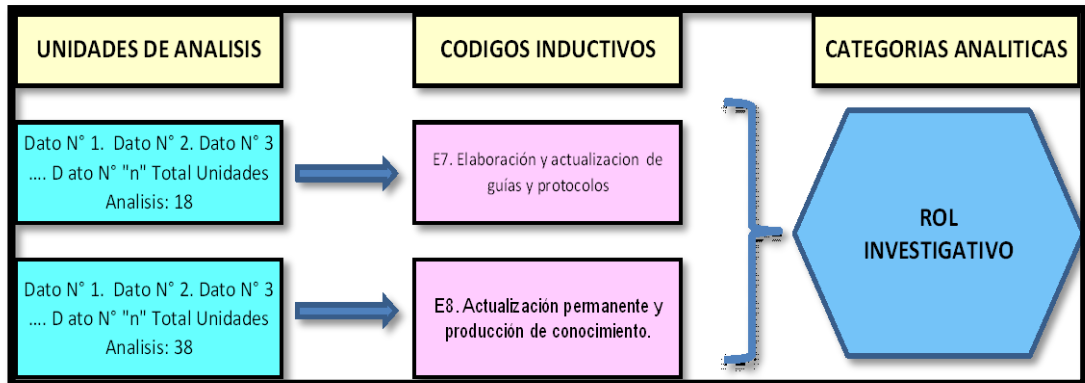 UNIDADES DE ANALISIS
CODIGOS INDUCTIVOS
CATEGORIAS ANALITICAS
Dato N° 1. Dato N° 2. Dato N° 3
.... D ato N° "n" Total Unidades
Analisis: 18
E7. Elaboración y actualizacion de
guías y protocolos
ROL
INVESTIGATIVO
Dato N° 1. Dato N° 2. Dato N° 3
.... D ato N° "n" Total Unidades
Analisis: 38
E8. Actualización permanente y
producción de conocimiento.